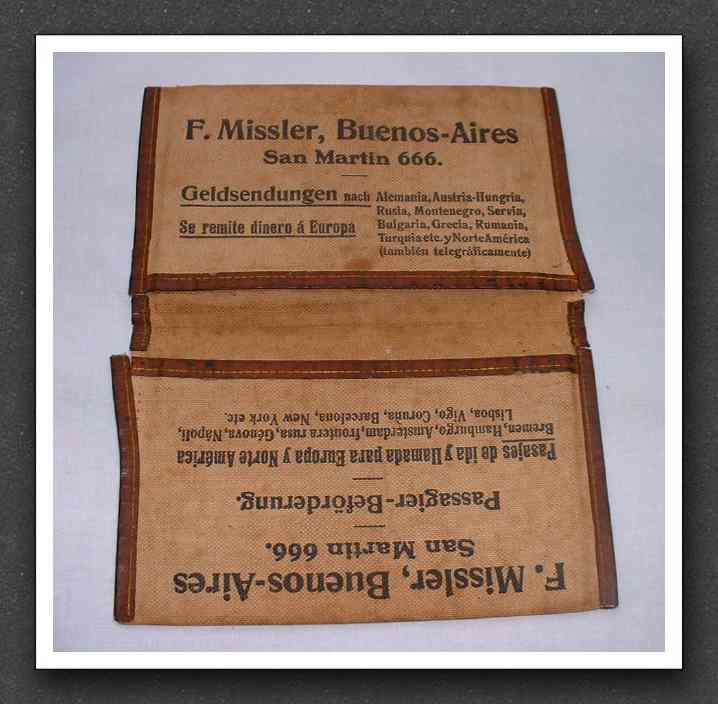 F. Missler, Buenos-Aires
San Martin 666.
Geldsendungen nach Alemania, Austria-Hungria,
Rusia, Montenegro, Servia,
Se remite dinero á Europa Bulgaria, Grecia, Rumania,
Turquia etc. y Norte América
(también telegráficamente)
F. Missler, Buenos-Aires
San Martin 666.
Passagier-Beförderung.
Pasajes de ida y llamada para Europa y Norte América
Bremen, Hamburgo, Amsterdam, frontera rusa, Génova, Nápoli,
Lisboa, Vigo, Coruna, Barcelona, New York etc.